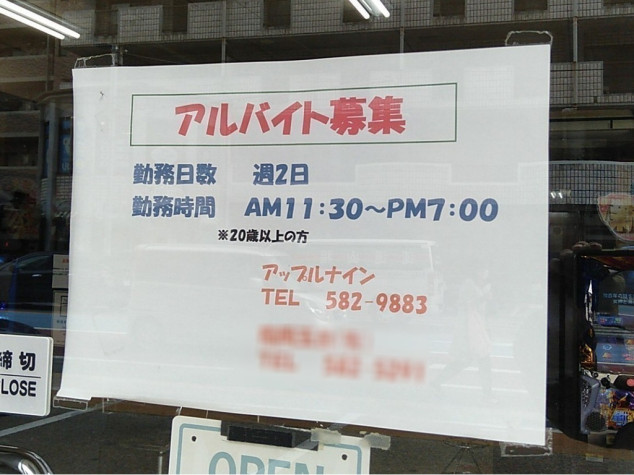 アルバイト募集
勤務日数 週2日
勤務時間 AM11:30~PM7:00
※20歳以上の方
アップルナイン
TEL 582-9883
締切
CLOSE
OPEN